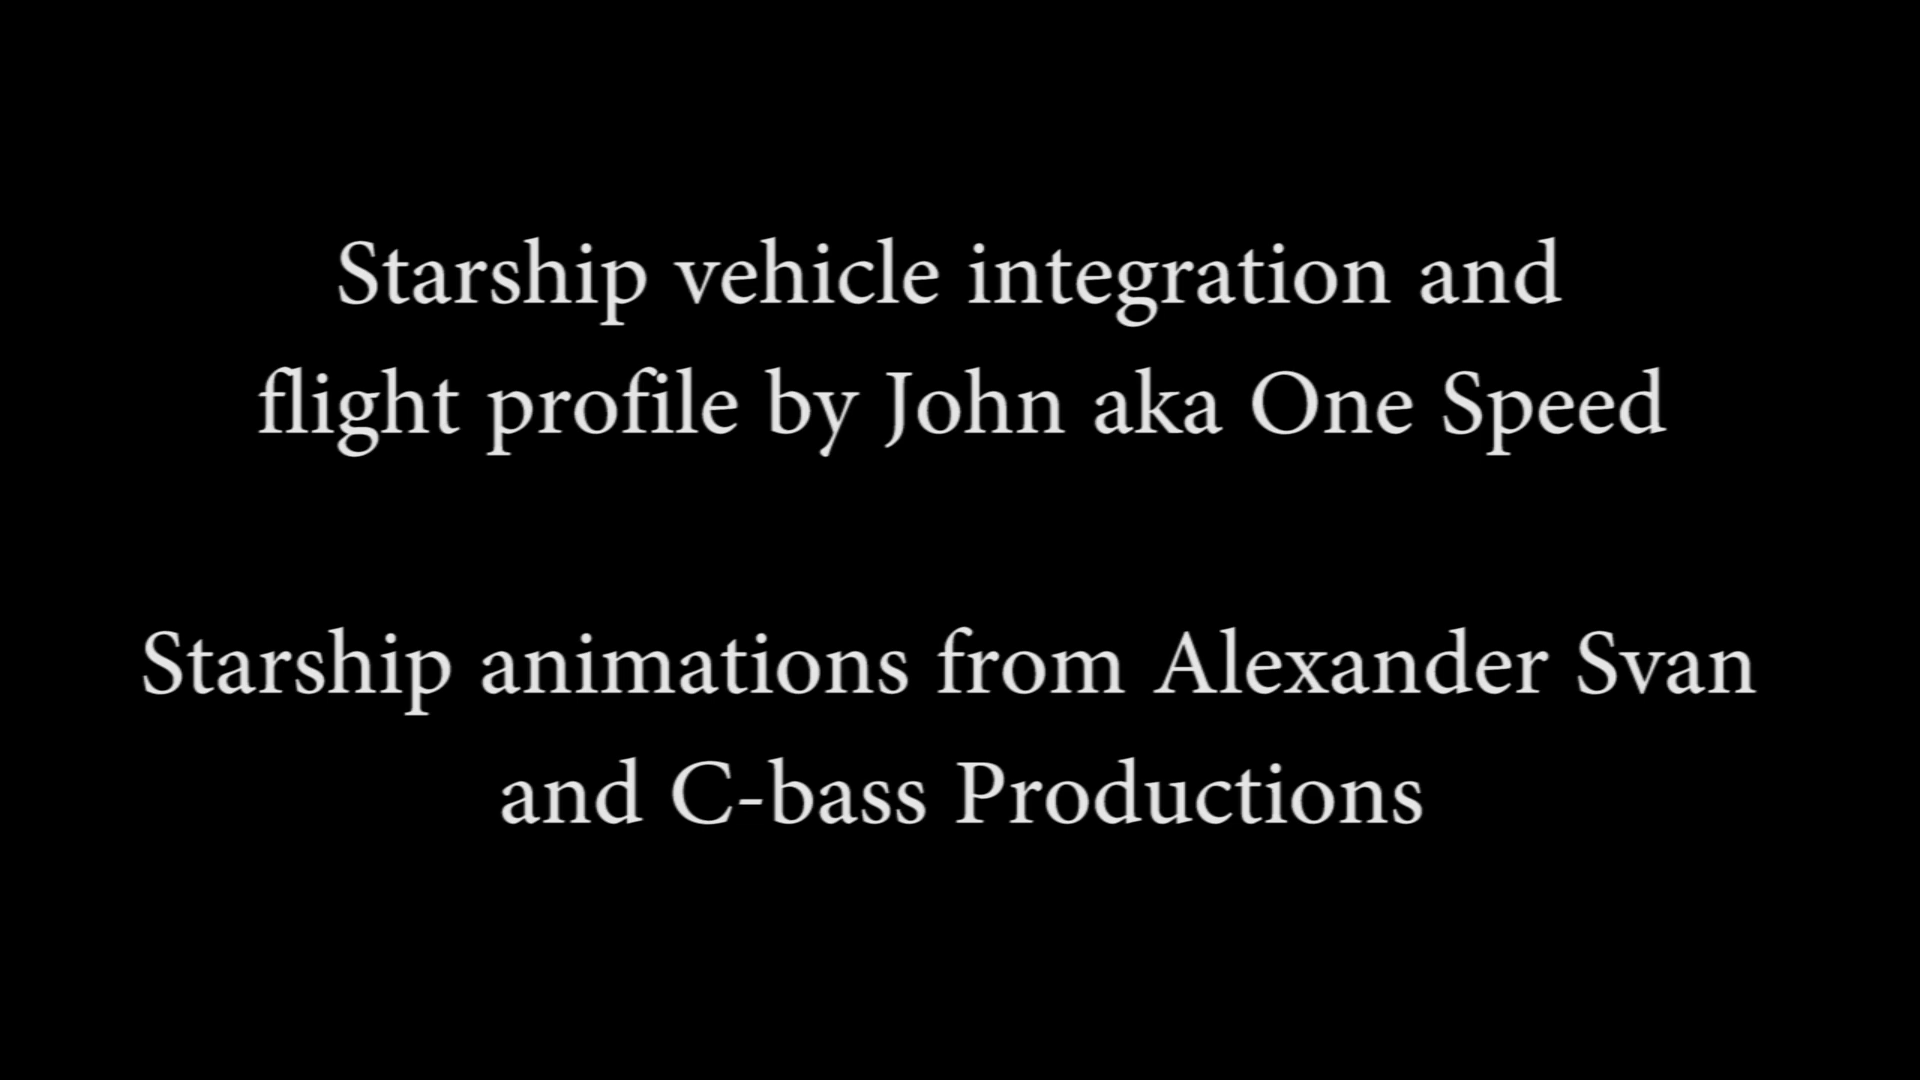 Starship vehicle integration and
flight profile by John aka One Speed
Starship animations from Alexander Svan
and C-bass Productions